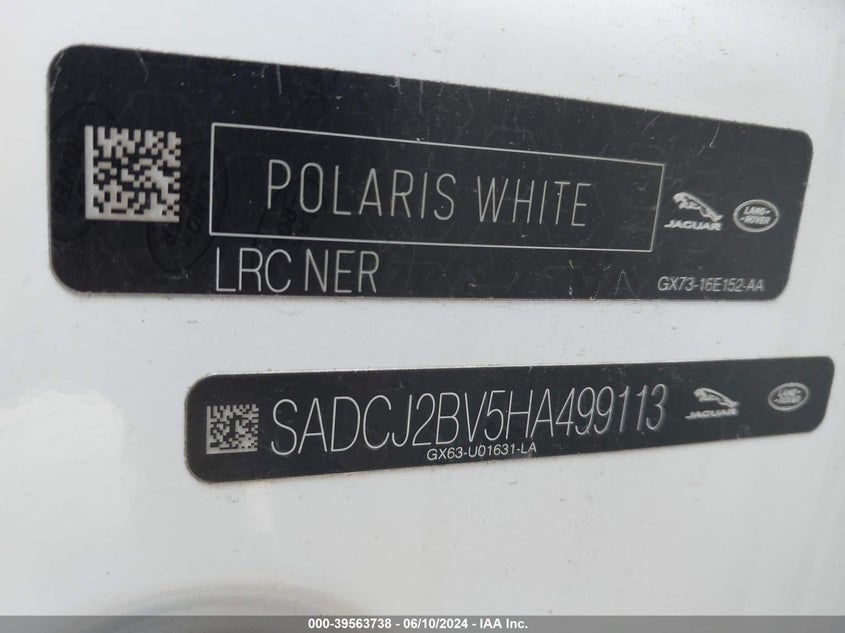 POLARIS WHITE
JAGUAR
LAND-
-ROVER
LRC NER
GX73-16E152-AA
SADCJ2BV5HA499113
JAGUAR
LAND-
-ROVER
GX63-U01631-LA
000-39563738 - 06/10/2024 - IAA Inc.